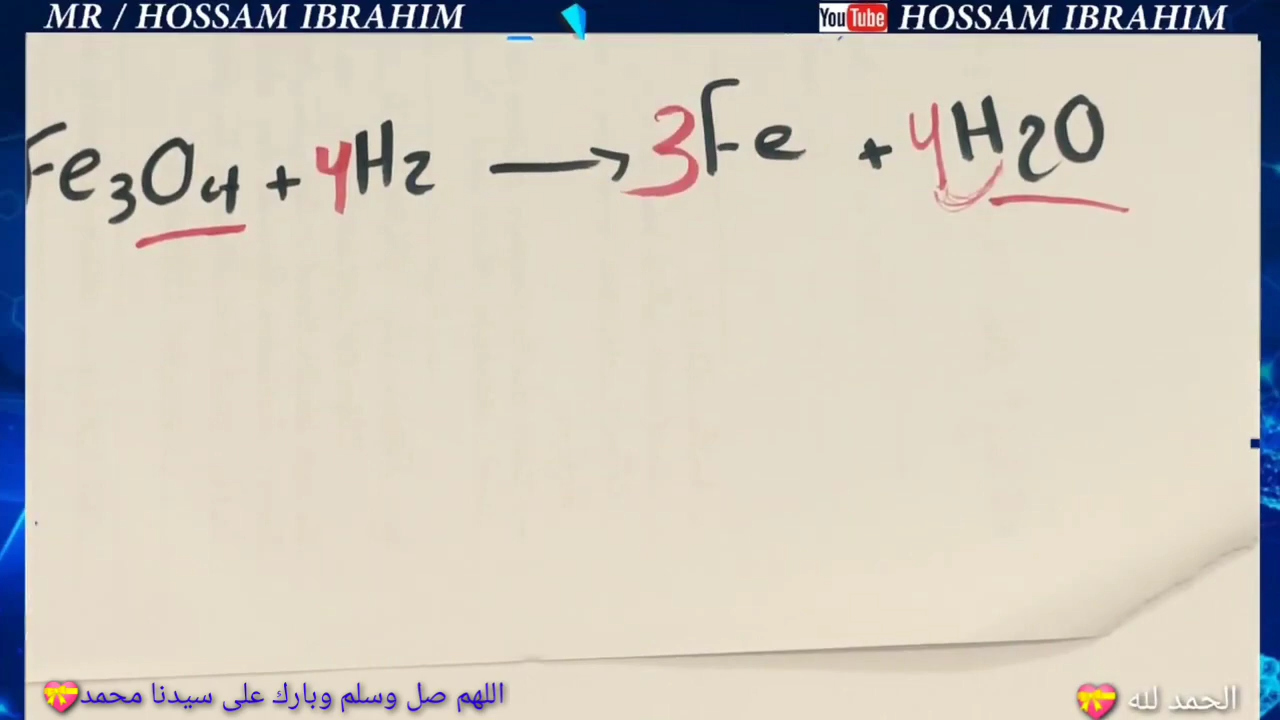 MR / HOSSAM IBRAHIM
YouTube HOSSAM IBRAHIM
Fe3O4 + 4H2 → 3Fe + 4H2O
اللهم صل وسلم وبارك على سيدنا محمد💝
الحمد لله 💝